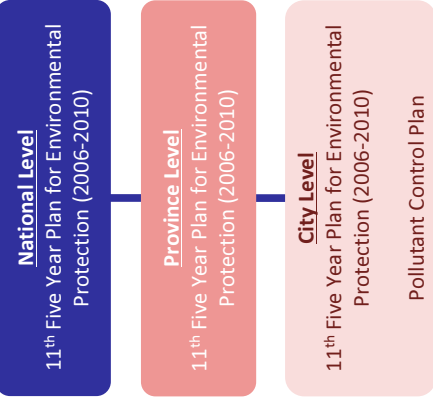 National Level
11th Five Year Plan for Environmental
Protection (2006-2010)
Province Level
11th Five Year Plan for Environmental
Protection (2006-2010)
City Level
11th Five Year Plan for Environmental
Protection (2006-2010)
Pollutant Control Plan